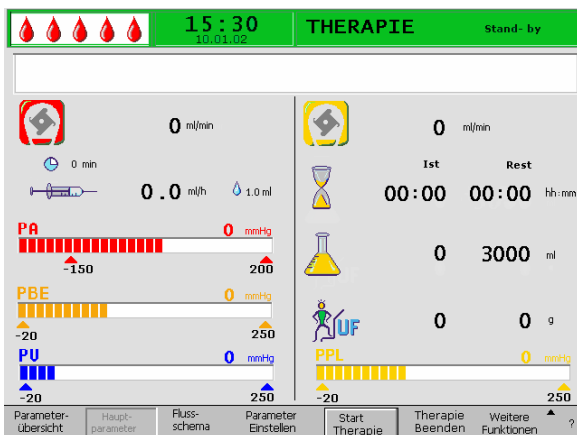 15:30 THERAPIE Stand- by
10.01.02
0 ml/min
0 ml/min
0 min
Ist Rest
0.0 ml/h 1.0 ml
00:00 00:00 hh:mm
PA 0 mmHg
-150 200
0 3000 ml
PBE 0 mmHg
-20 250
UF 0 0 g
PV 0 mmHg
-20 250
PPL 0 mmHg
-20 250
Parameter-
übersicht
Haupt-
parameter
Fluss-
schema
Parameter
Einstellen
Start
Therapie
Therapie
Beenden
Weitere
Funktionen
?